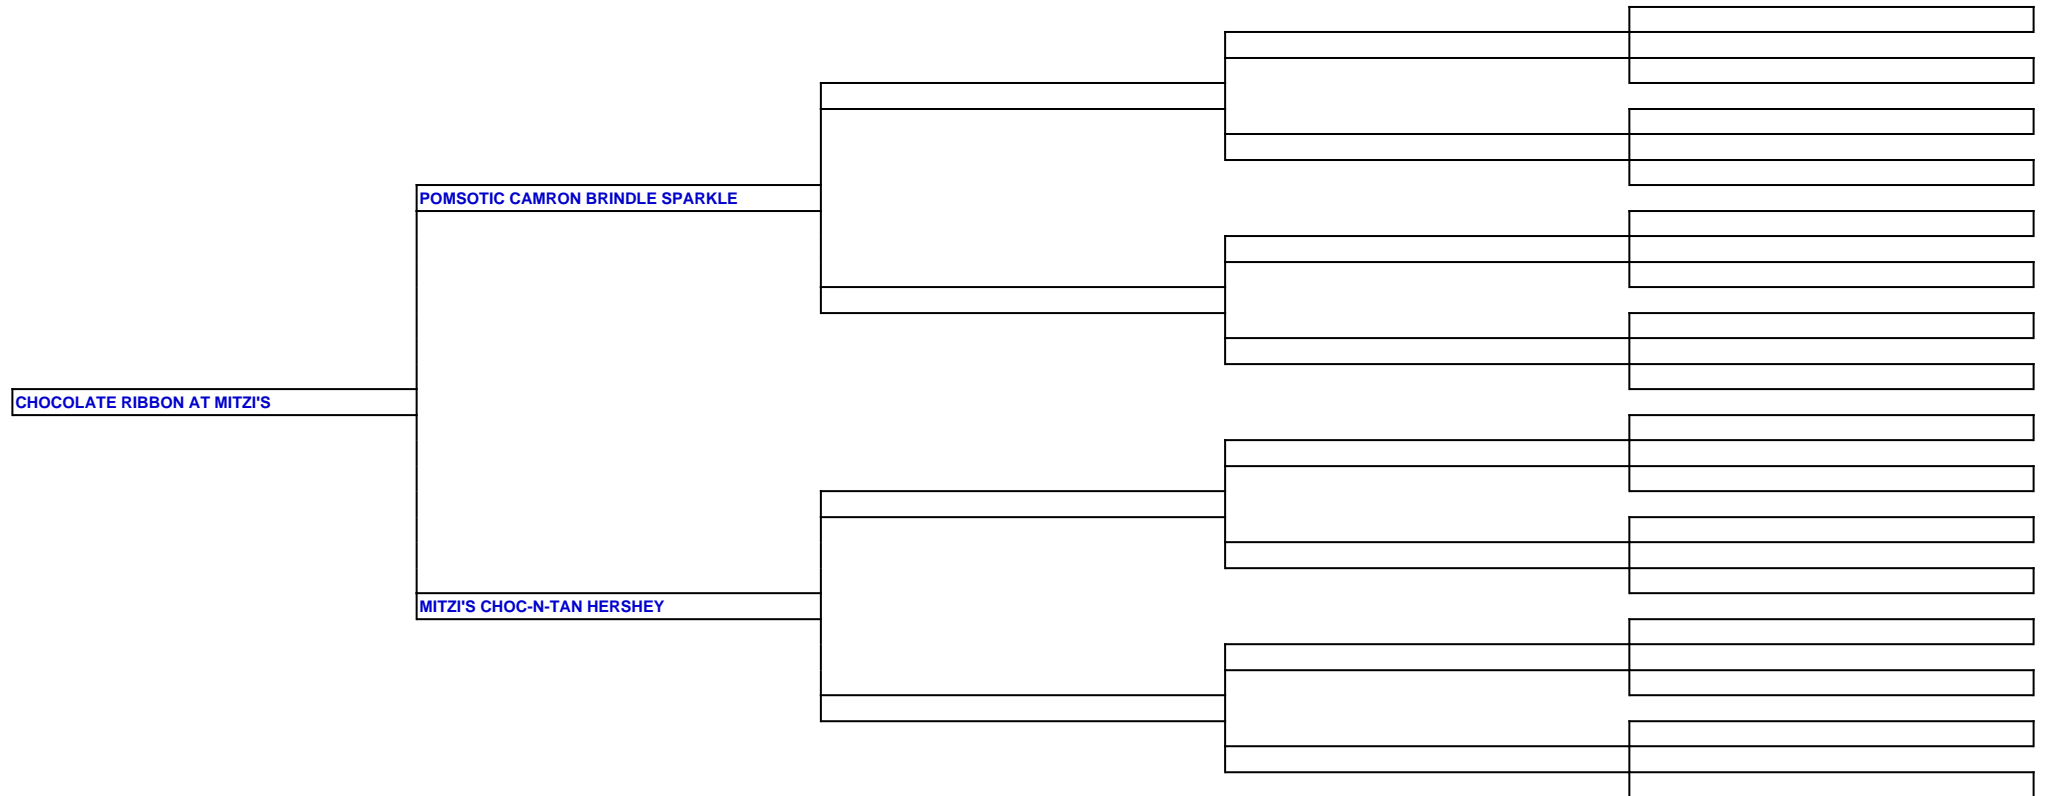 POMSOTIC CAMRON BRINDLE SPARKLE
CHOCOLATE RIBBON AT MITZI'S
MITZI'S CHOC-N-TAN HERSHEY